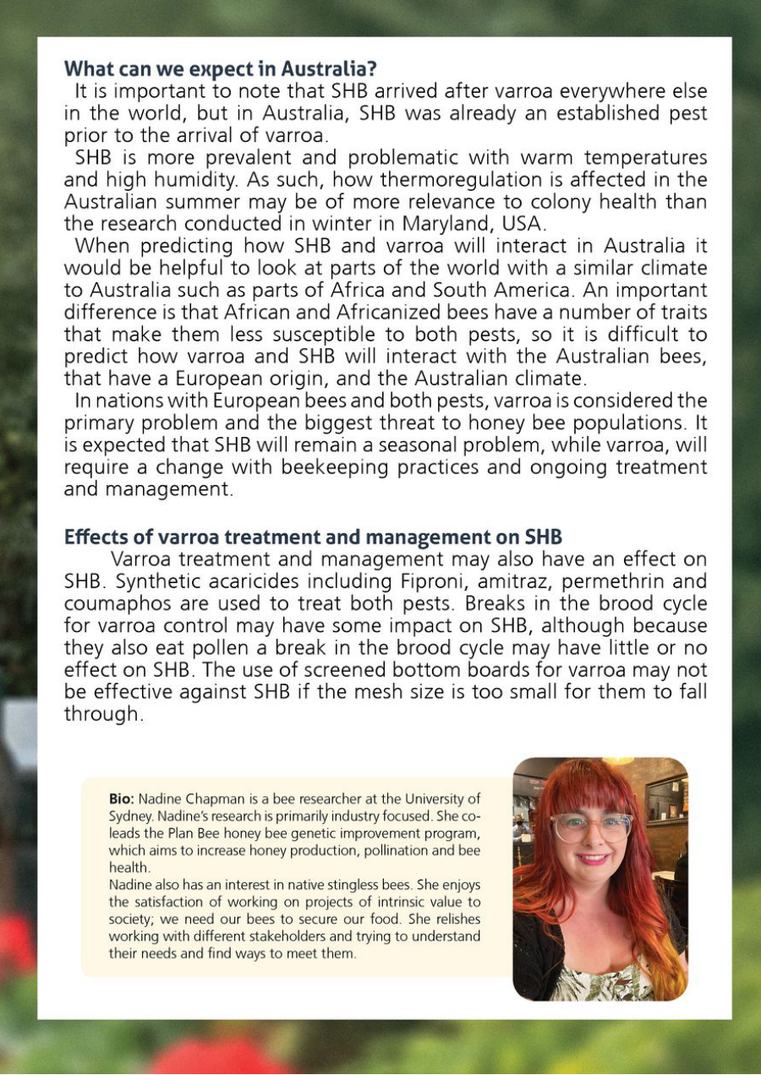 What can we expect in Australia?
It is important to note that SHB arrived after varroa everywhere else
in the world, but in Australia, SHB was already an established pest
prior to the arrival of varroa.
SHB is more prevalent and problematic with warm temperatures
and high humidity. As such, how thermoregulation is affected in the
Australian summer may be of more relevance to colony health than
the research conducted in winter in Maryland, USA.
When predicting how SHB and varroa will interact in Australia it
would be helpful to look at parts of the world with a similar climate
to Australia such as parts of Africa and South America. An important
difference is that African and Africanized bees have a number of traits
that make them less susceptible to both pests, so it is difficult to
predict how varroa and SHB will interact with the Australian bees,
that have a European origin, and the Australian climate.
In nations with European bees and both pests, varroa is considered the
primary problem and the biggest threat to honey bee populations. It
is expected that SHB will remain a seasonal problem, while varroa, will
require a change with beekeeping practices and ongoing treatment
and management.
Effects of varroa treatment and management on SHB
Varroa treatment and management may also have an effect on
SHB. Synthetic acaricides including Fiproni, amitraz, permethrin and
coumaphos are used to treat both pests. Breaks in the brood cycle
for varroa control may have some impact on SHB, although because
they also eat pollen a break in the brood cycle may have little or no
effect on SHB. The use of screened bottom boards for varroa may not
be effective against SHB if the mesh size is too small for them to fall
through.
Bio: Nadine Chapman is a bee researcher at the University of
Sydney. Nadine's research is primarily industry focused. She co-
leads the Plan Bee honey bee genetic improvement program,
which aims to increase honey production, pollination and bee
health.
Nadine also has an interest in native stingless bees. She enjoys
the satisfaction of working on projects of intrinsic value to
society; we need our bees to secure our food. She relishes
working with different stakeholders and trying to understand
their needs and find ways to meet them.